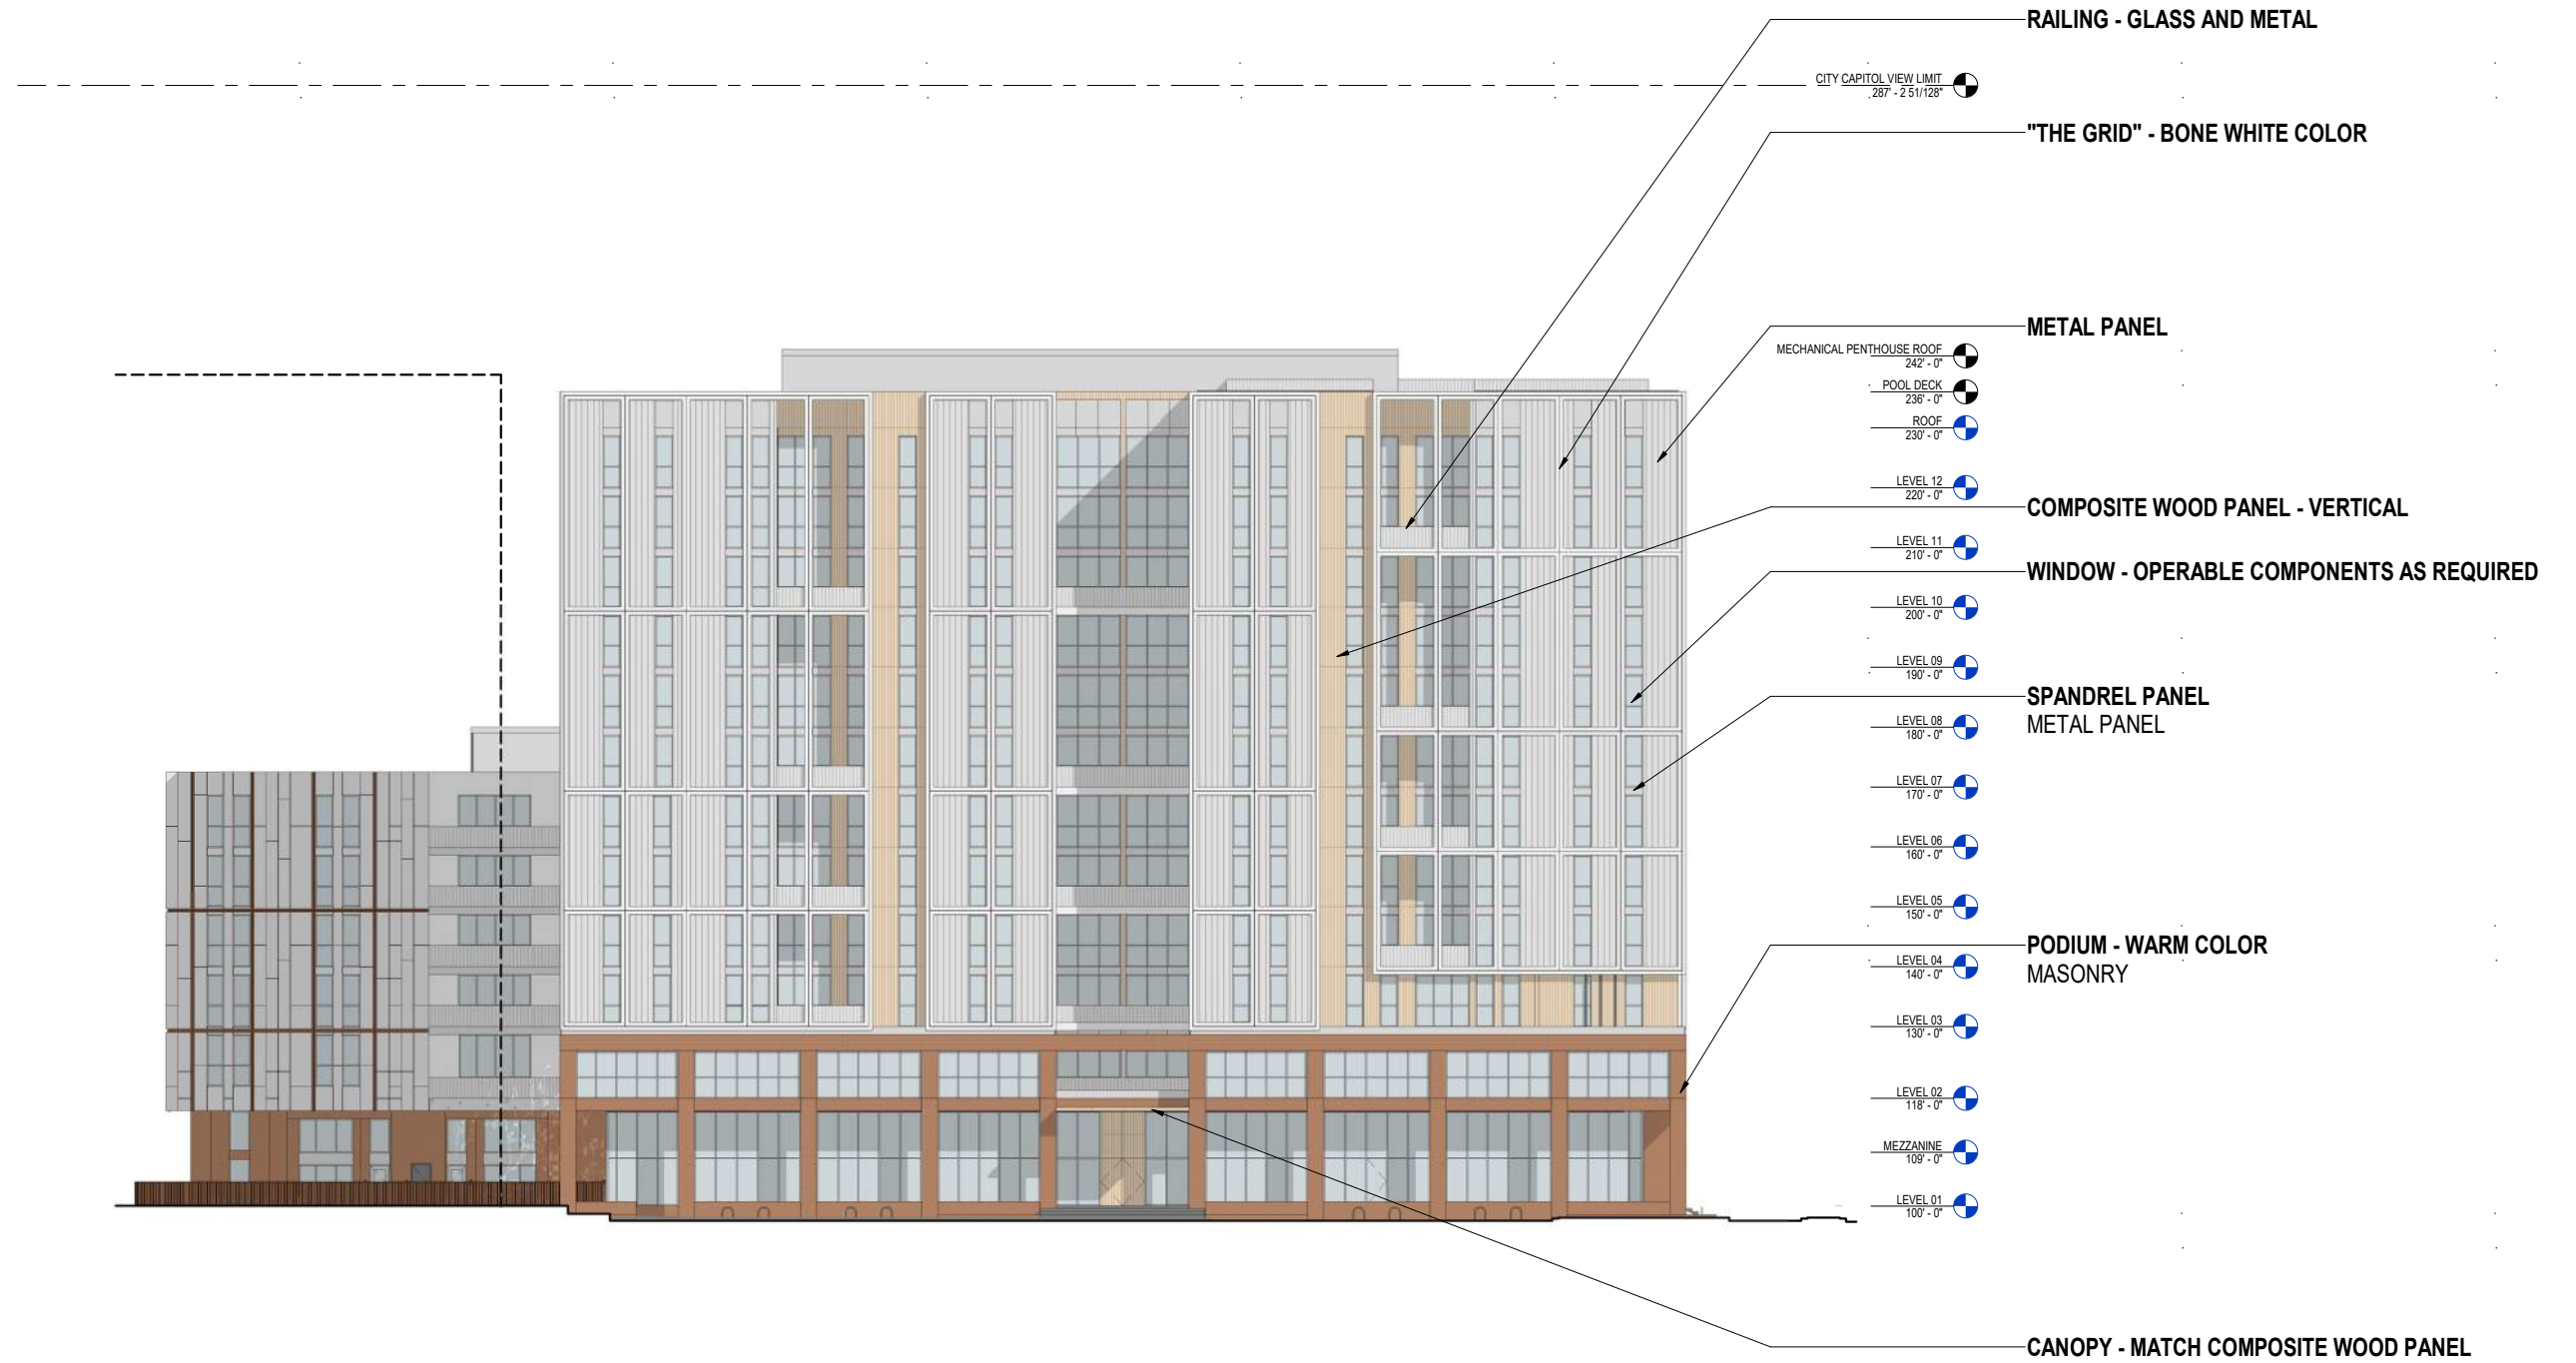 RAILING - GLASS AND METAL
CITY CAPITOL VIEW LIMIT
287' - 2 51/128"
"THE GRID" - BONE WHITE COLOR
METAL PANEL
MECHANICAL PENTHOUSE ROOF
242' - 0"
POOL DECK
236' - 0"
ROOF
230' - 0"
LEVEL 12
220' - 0"
COMPOSITE WOOD PANEL - VERTICAL
LEVEL 11
210' - 0"
WINDOW - OPERABLE COMPONENTS AS REQUIRED
LEVEL 10
200' - 0"
LEVEL 09
190' - 0"
SPANDREL PANEL
METAL PANEL
LEVEL 08
180' - 0"
LEVEL 07
170' - 0"
LEVEL 06
160' - 0"
LEVEL 05
150' - 0"
PODIUM - WARM COLOR
MASONRY
LEVEL 04
140' - 0"
LEVEL 03
130' - 0"
LEVEL 02
118' - 0"
MEZZANINE
109' - 0"
LEVEL 01
100' - 0"
CANOPY - MATCH COMPOSITE WOOD PANEL